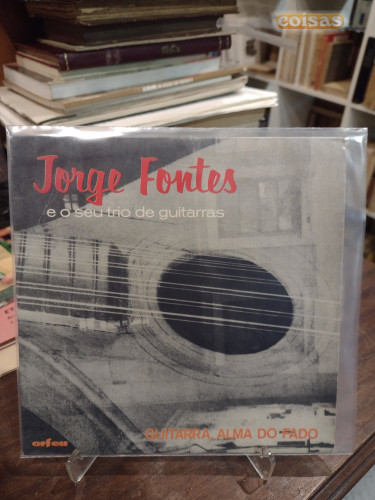 coisas
Jorge Fontes
e o seu trio de guitarras
GUITARRA, ALMA DO FADO
orfeu